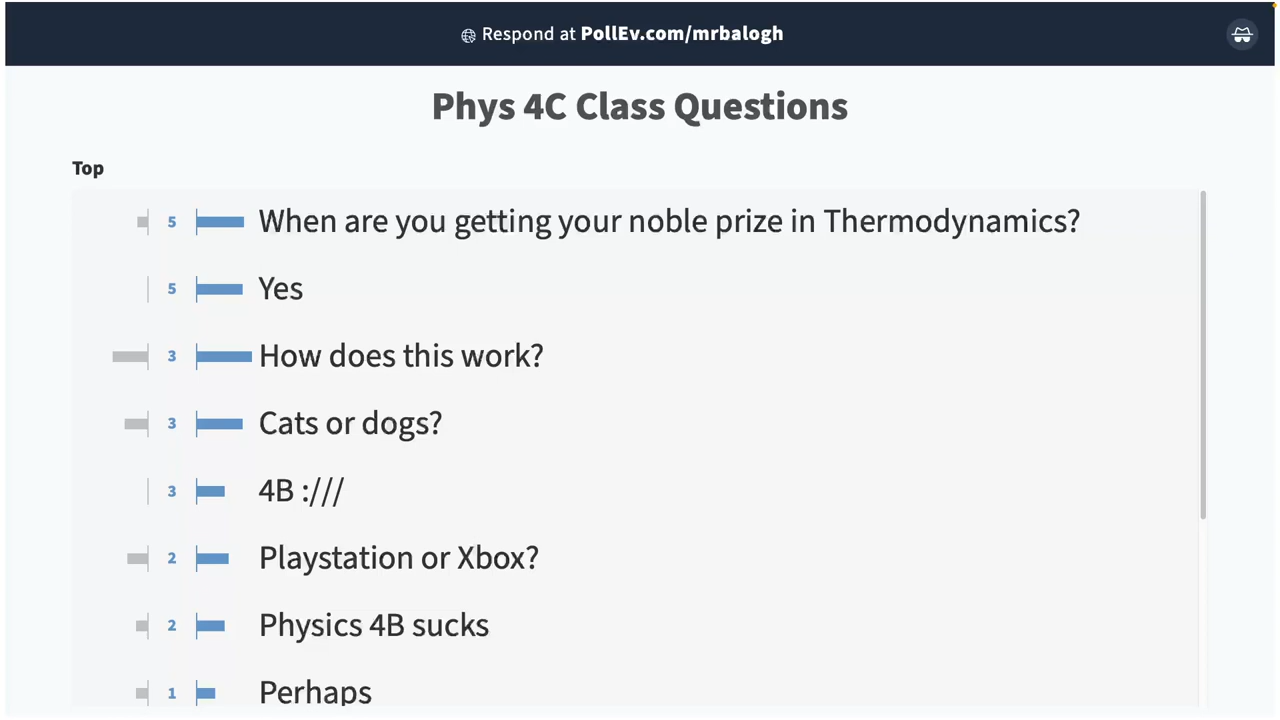 Respond at PollEv.com/mrbalogh
Phys 4C Class Questions
Top
5 When are you getting your noble prize in Thermodynamics?
5 Yes
3 How does this work?
3 Cats or dogs?
3 4B :///
2 Playstation or Xbox?
2 Physics 4B sucks
1 Perhaps